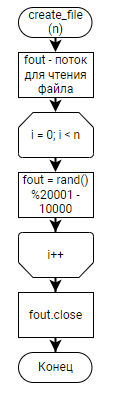 create_file
(n)
fout - поток
для чтения
файла
i = 0; i < n
fout = rand()
%20001 -
10000
i++
fout.close
Конец